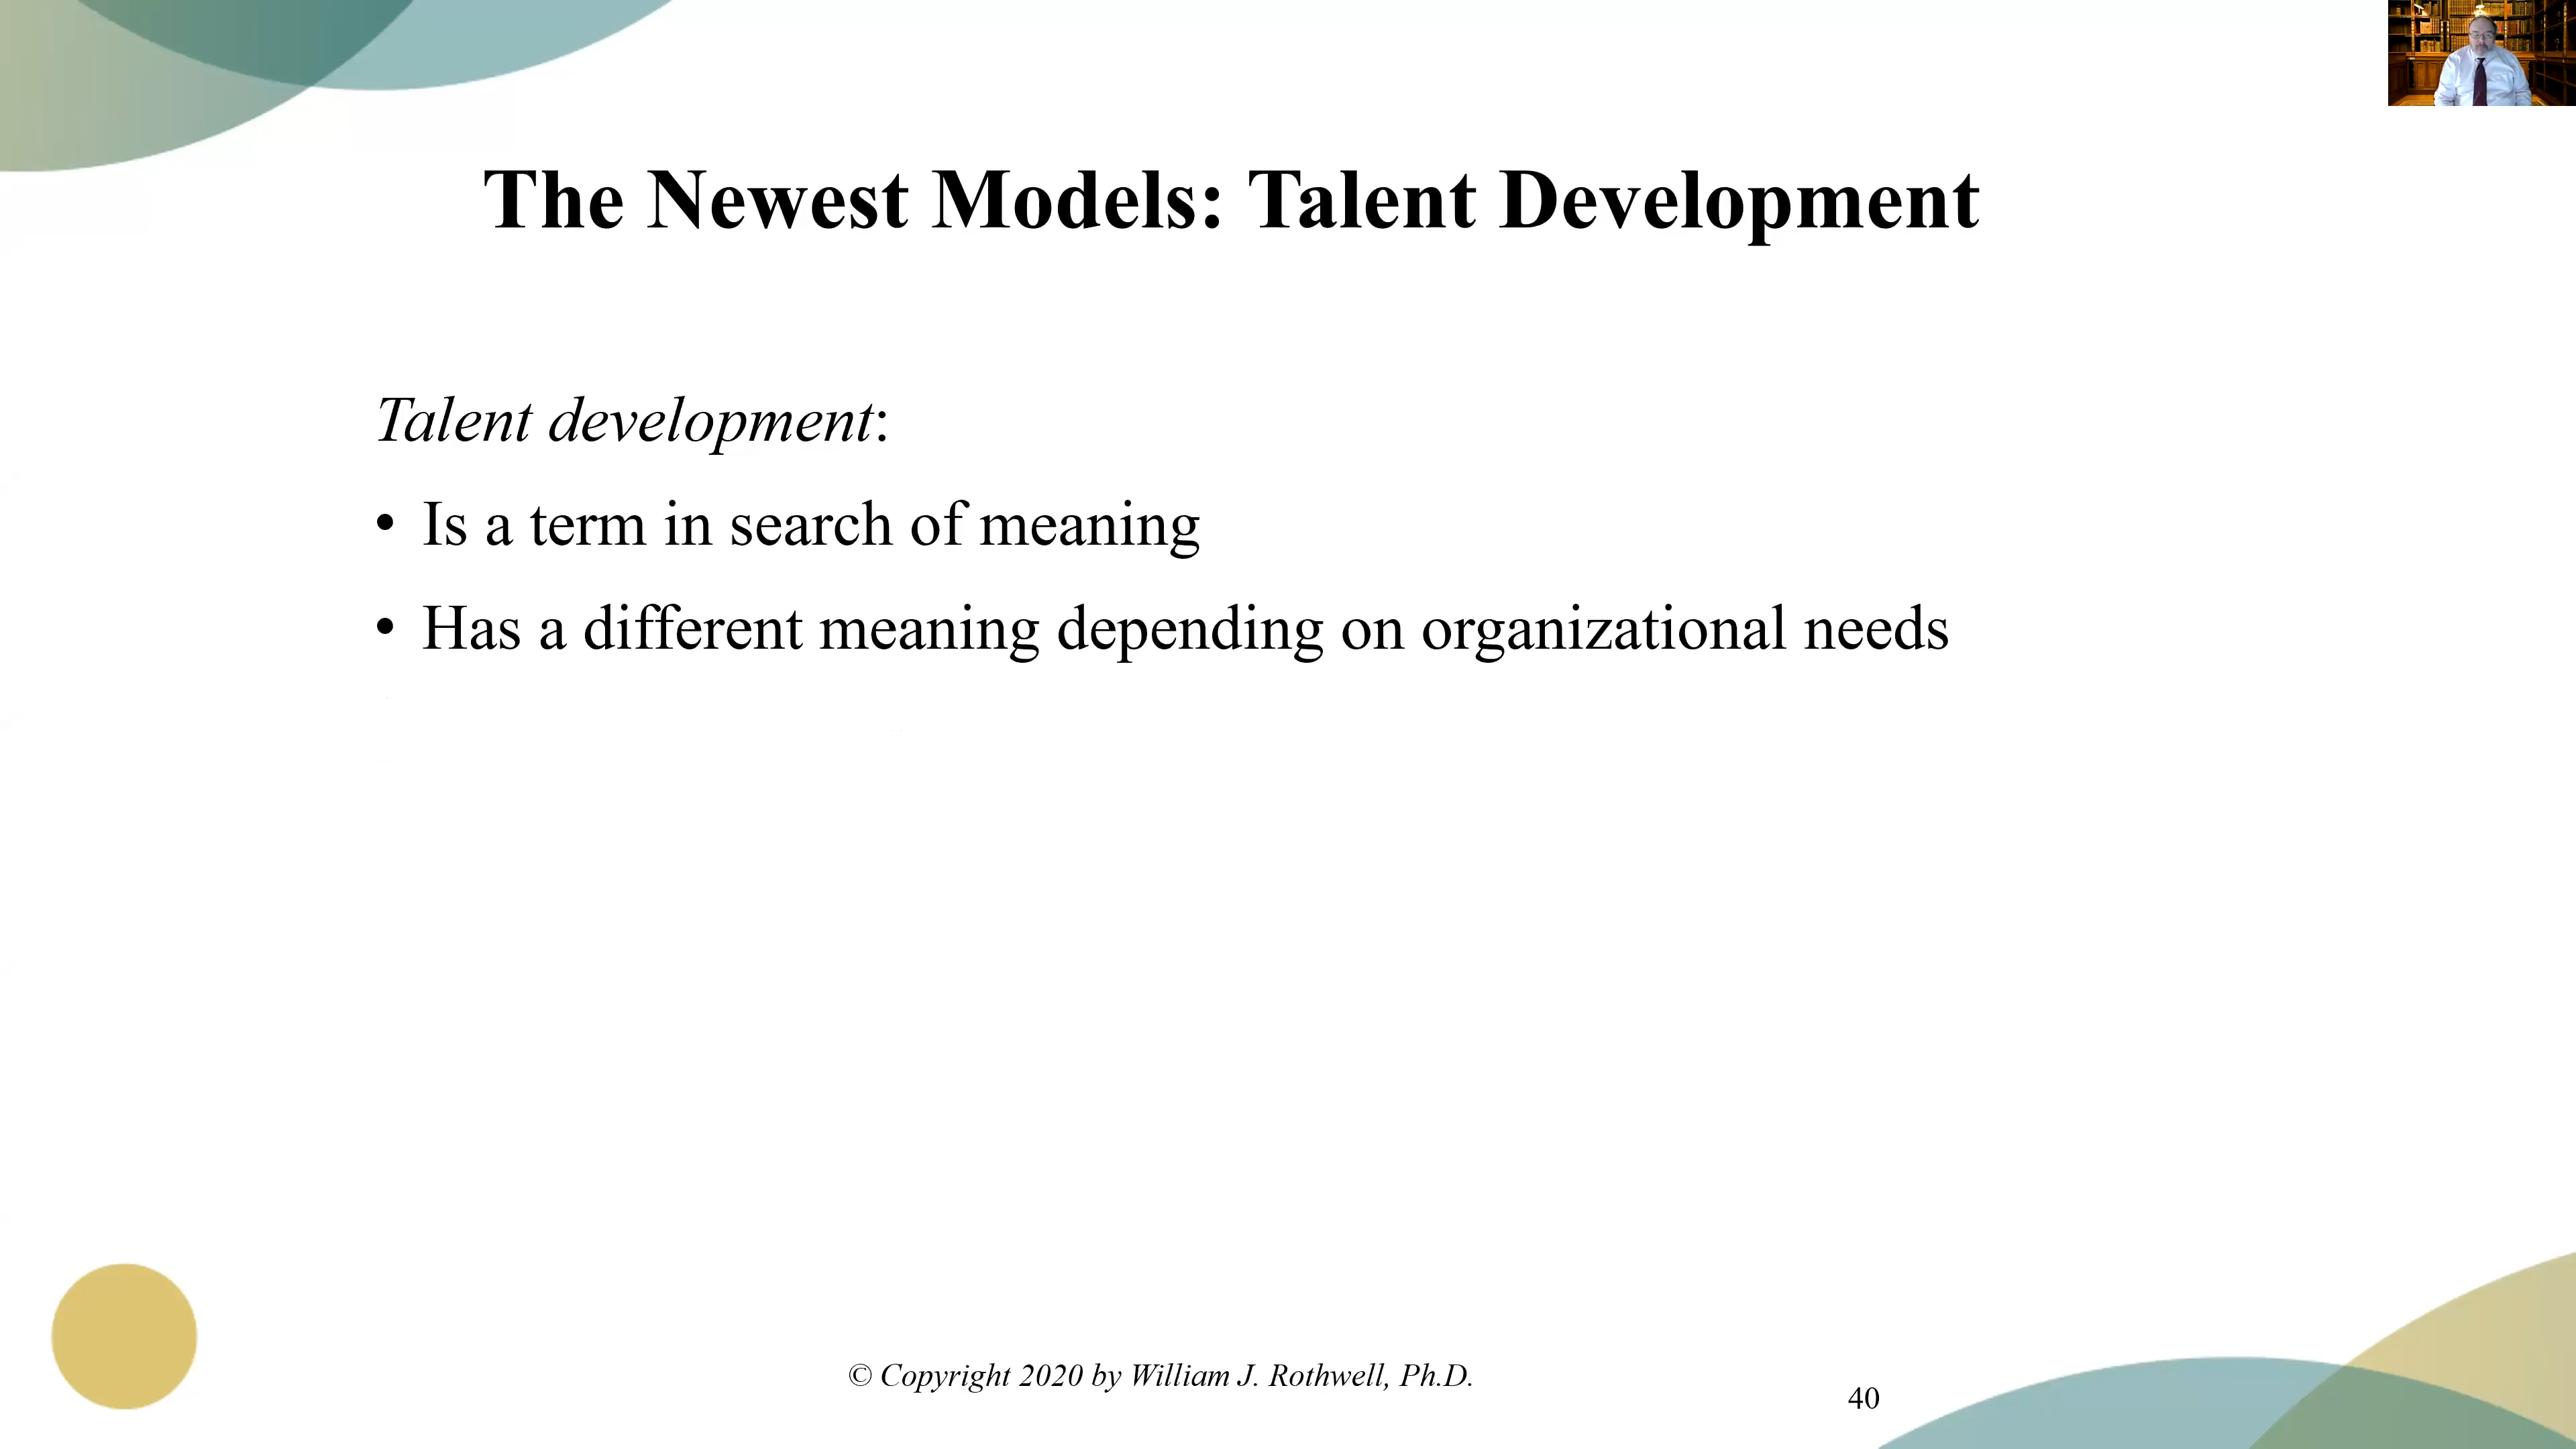 The Newest Models: Talent Development
Talent development:
• Is a term in search of meaning
• Has a different meaning depending on organizational needs
© Copyright 2020 by William J. Rothwell, Ph.D.
40